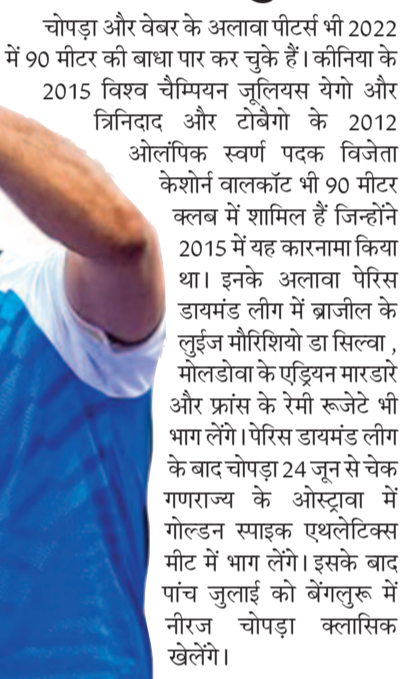 चोपड़ा और वेबर के अलावा पीटर्स भी 2022
में 90 मीटर की बाधा पार कर चुके हैं। कीनिया के
2015 विश्व चैम्पियन जूलियस येगो और
त्रिनिदाद और टोबैगो के 2012
ओलंपिक स्वर्ण पदक विजेता
केशोर्न वालकॉट भी 90 मीटर
क्लब में शामिल हैं जिन्होंने
2015 में यह कारनामा किया
था। इनके अलावा पेरिस
डायमंड लीग में ब्राजील के
लुईज मौरिशियो डा सिल्वा ,
मोलडोवा के एड्रियन मारडारे
और फ्रांस के रेमी रूजेटे भी
भाग लेंगे। पेरिस डायमंड लीग
के बाद चोपड़ा 24 जून से चेक
गणराज्य के ओस्ट्रावा में
गोल्डन स्पाइक एथलेटिक्स
मीट में भाग लेंगे। इसके बाद
पांच जुलाई को बेंगलुरू में
नीरज चोपड़ा क्लासिक
खेलेंगे।